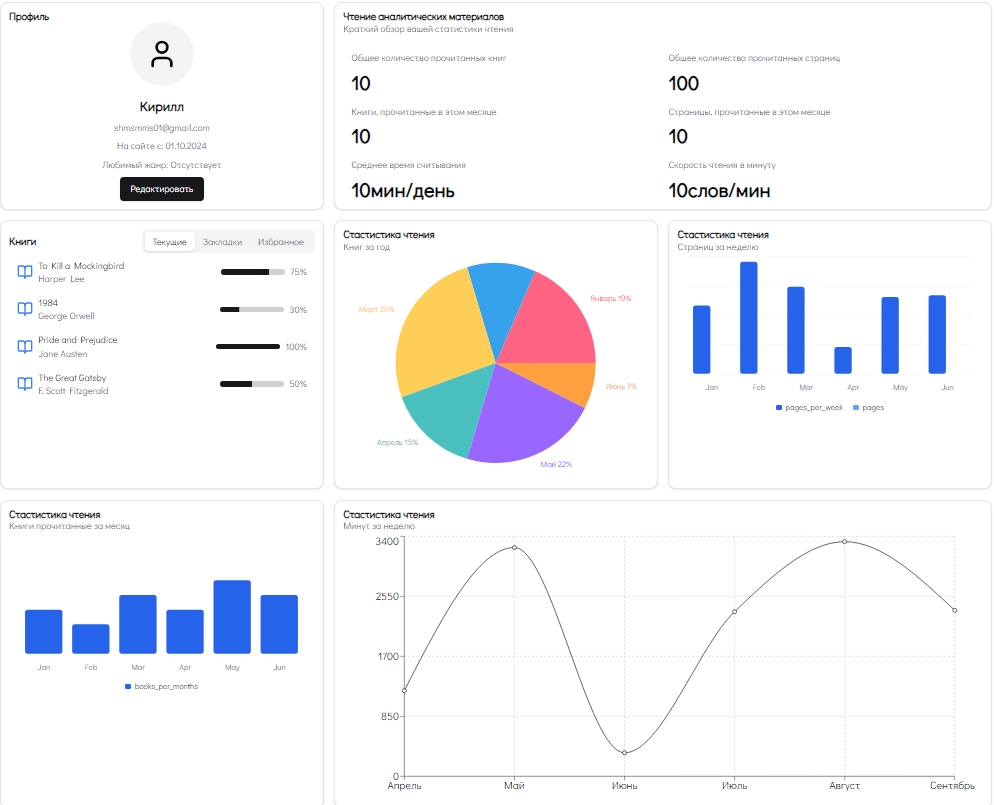 Профиль
Кирилл
shmsmms01@gmail.com
На сайте с: 01.10.2024
Любимый жанр: Отсутствует
Редактировать
Чтение аналитических материалов
Краткий обзор вашей статистики чтения
Общее количество прочитанных книг
10
Общее количество прочитанных страниц
100
Книги, прочитанные в этом месяце
10
Страницы, прочитанные в этом месяце
10
Среднее время считывания
10мин/день
Скорость чтения в минуту
10слов/мин
Книги
Текущие Закладки Избранное
To Kill a Mockingbird
Harper Lee
75%
1984
George Orwell
30%
Pride and Prejudice
Jane Austen
100%
The Great Gatsby
F. Scott Fitzgerald
50%
Стастистика чтения
Книг за год
Январь 19%
Март 26%
Июнь 7%
Апрель 15%
Май 22%
Стастистика чтения
Страниц за неделю
Jan Feb Mar Apr May Jun
pages_per_week pages
Стастистика чтения
Книги прочитанные за месяц
Jan Feb Mar Apr May Jun
books_per_months
Стастистика чтения
Минут за неделю
3400
2550
1700
850
0
Апрель Май Июнь Июль Август Сентябрь